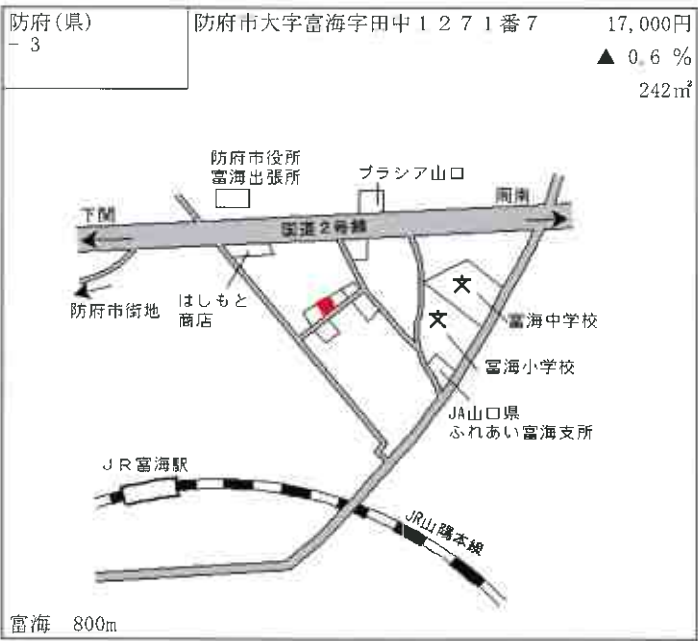 防府(県)
- 3
防府市大字富海字田中1271番7
17,000円
▲ 0.6 %
242㎡
防府市役所
富海出張所
ブラシア山口
下関
周南
国道2号線
防府市街地
はしもと
商店
富海中学校
富海小学校
JA山口県
ふれあい富海支所
JR富海駅
JR山陽本線
富海 800m